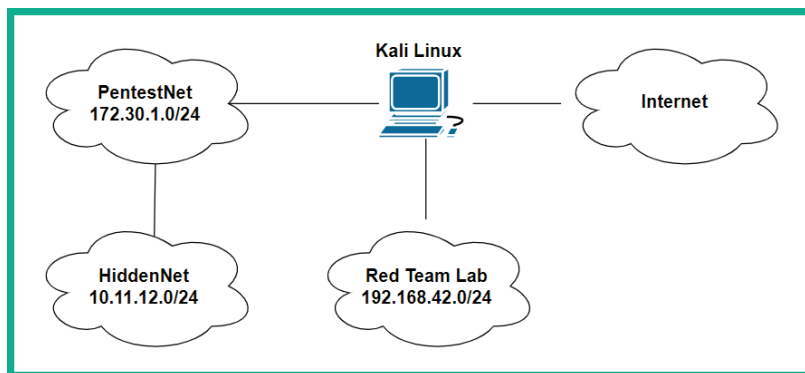 Kali Linux
PentestNet
172.30.1.0/24
Internet
HiddenNet
10.11.12.0/24
Red Team Lab
192.168.42.0/24